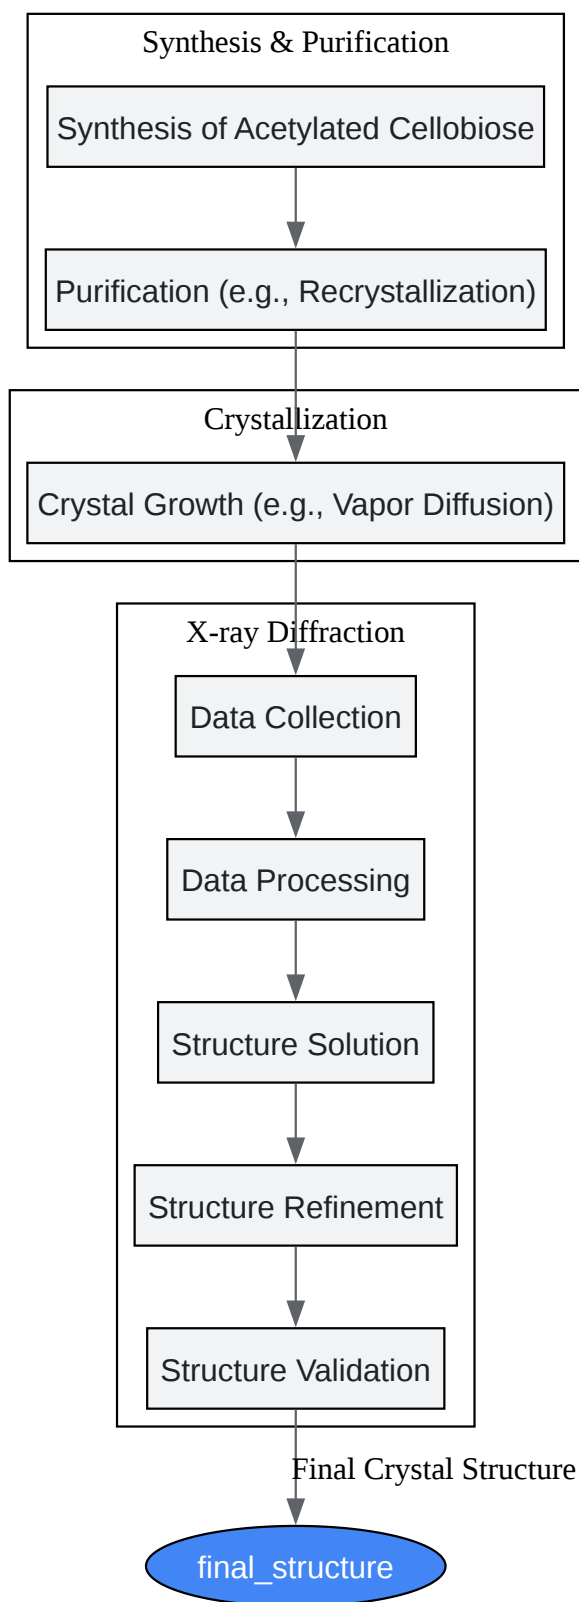 Synthesis & Purification
Synthesis of Acetylated Cellobiose
Purification (e.g., Recrystallization)
Crystallization
Crystal Growth (e.g., Vapor Diffusion)
X-ray Diffraction
Data Collection
Data Processing
Structure Solution
Structure Refinement
Structure Validation
Final Crystal Structure
final_structure